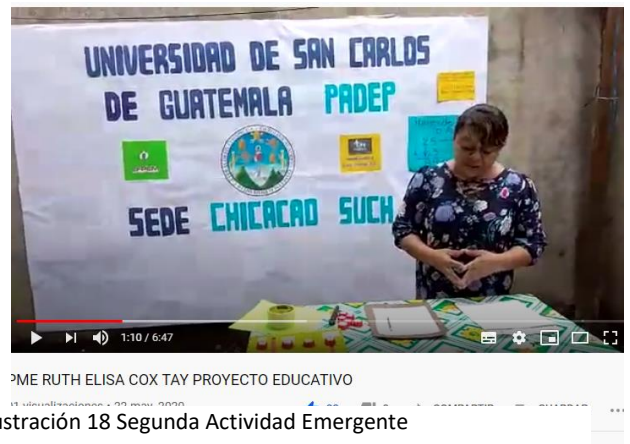 UNIVERSIDAD DE SAN CARLOS
DE GUATEMALA PADEP
SEDE CHICACAO SUCH
1:10 / 6:47
PME RUTH ELISA COX TAY PROYECTO EDUCATIVO
ustración 18 Segunda Actividad Emergente